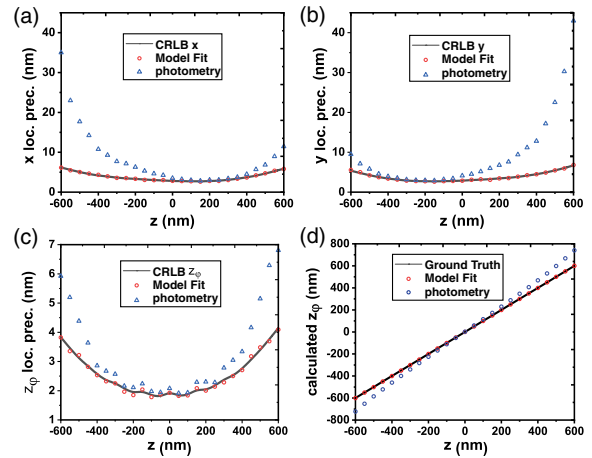 (a)
(b)
CRLB x
Model Fit
photometry
x loc. prec. (nm)
40
30
20
10
0
-600 -400 -200 0 200 400 600
z (nm)
CRLB y
Model Fit
photometry
y loc. prec. (nm)
40
30
20
10
0
-600 -400 -200 0 200 400 600
z (nm)
(c)
(d)
CRLB zφ
Model Fit
photometry
zφ loc. prec. (nm)
7
6
5
4
3
2
1
-600 -400 -200 0 200 400 600
z (nm)
Ground Truth
Model Fit
photometry
calculated zφ (nm)
800
600
400
200
0
-200
-400
-600
-800
-600 -400 -200 0 200 400 600
z (nm)